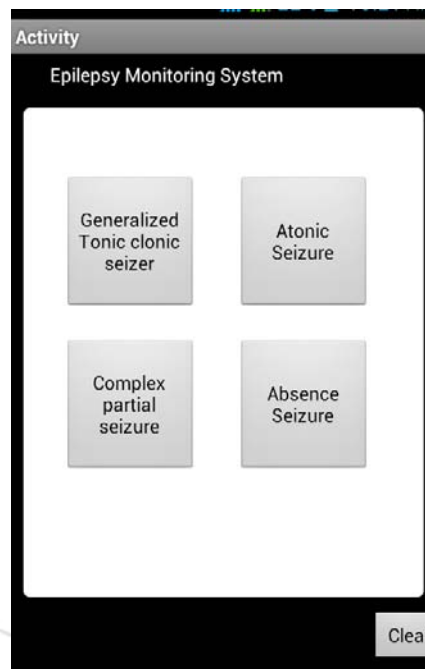 Activity
Epilepsy Monitoring System
Generalized
Tonic clonic
seizer
Atonic
Seizure
Complex
partial
seizure
Absence
Seizure
Clea